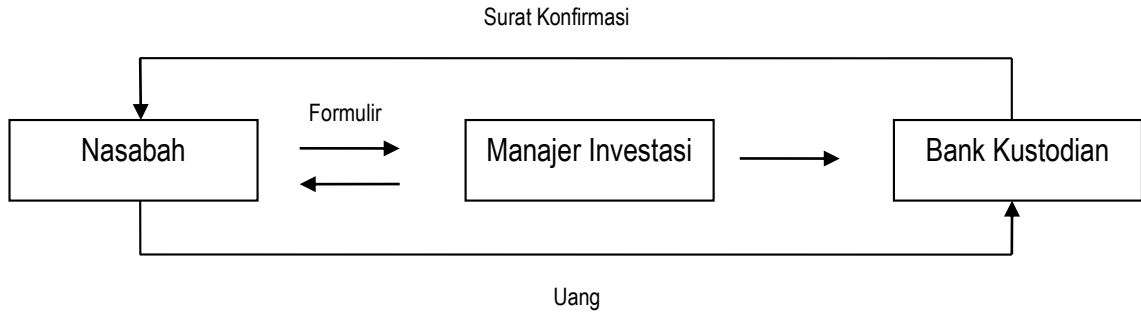 Surat Konfirmasi
Formulir
Nasabah
Manajer Investasi
Bank Kustodian
Uang